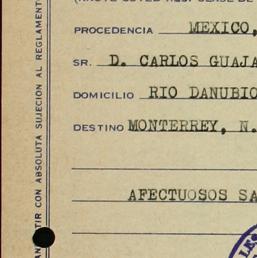 PROCEDENCIA MEXICO,
SR. D. CARLOS GUAJA
DOMICILIO RIO DANUBIO
DESTINO MONTERREY, N.
AFECTUOSOS SA
TIR CON ABSOLUTA SUJECION AL REGLAMENT